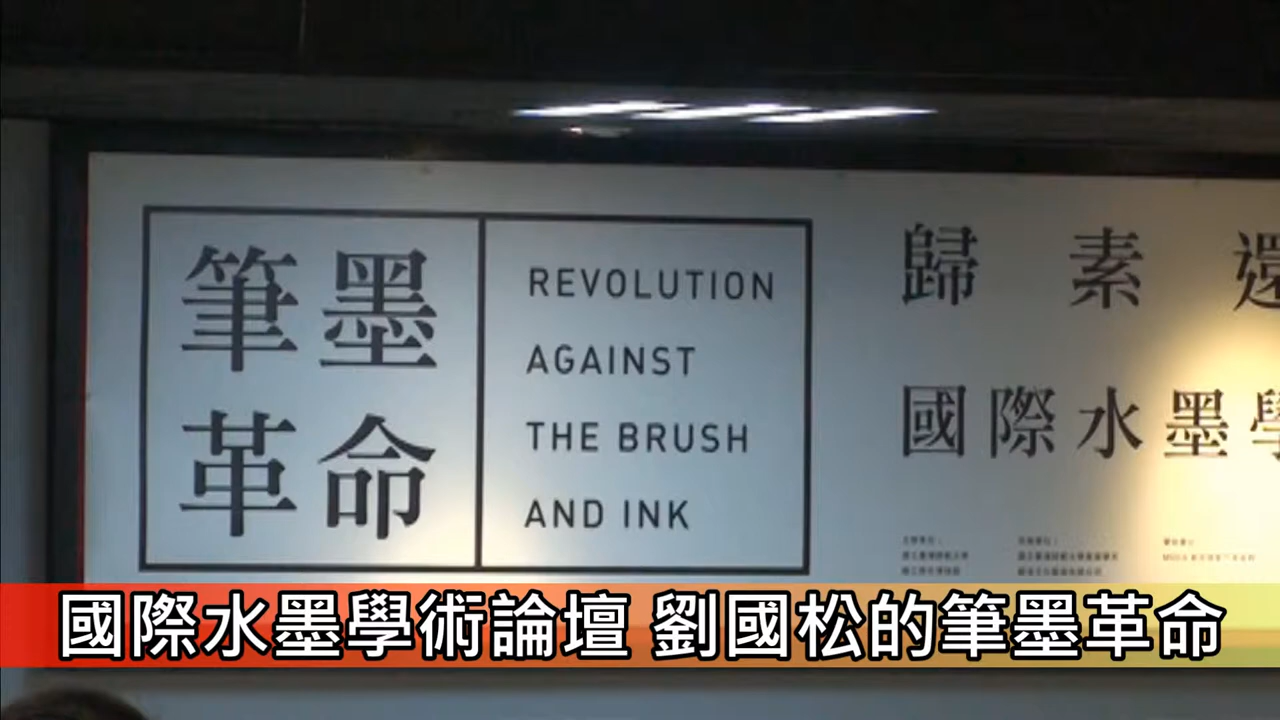 筆墨
革命
REVOLUTION
AGAINST
THE BRUSH
AND INK
歸素還
國際水墨學
國際水墨學術論壇 劉國松的筆墨革命